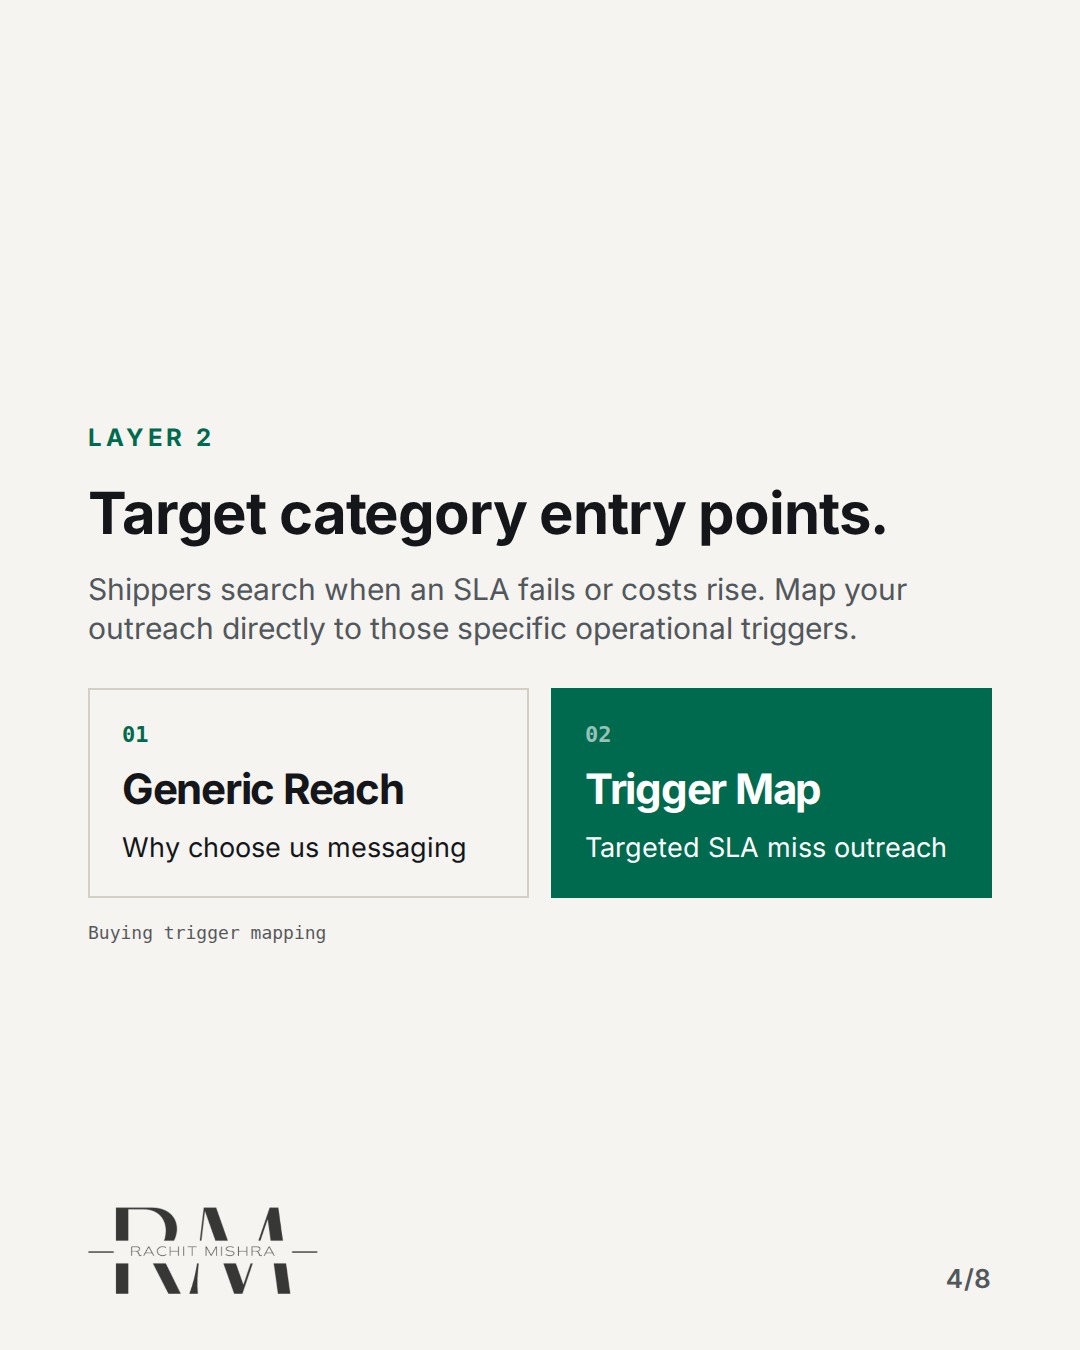 LAYER 2
Target category entry points.
Shippers search when an SLA fails or costs rise. Map your
outreach directly to those specific operational triggers.
01
Generic Reach
Why choose us messaging
02
Trigger Map
Targeted SLA miss outreach
Buying trigger mapping
RM
RACHIT MISHRA
4/8